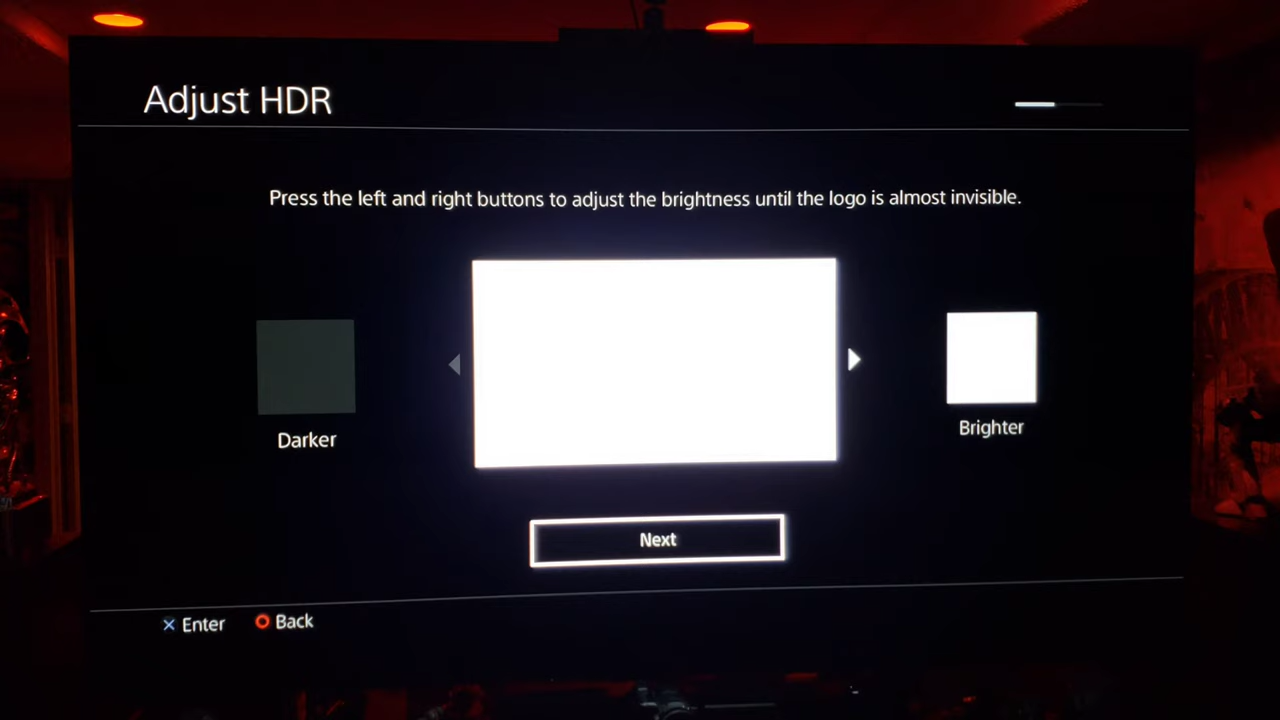 Adjust HDR
Press the left and right buttons to adjust the brightness until the logo is almost invisible.
Darker
Brighter
Next
Enter
Back